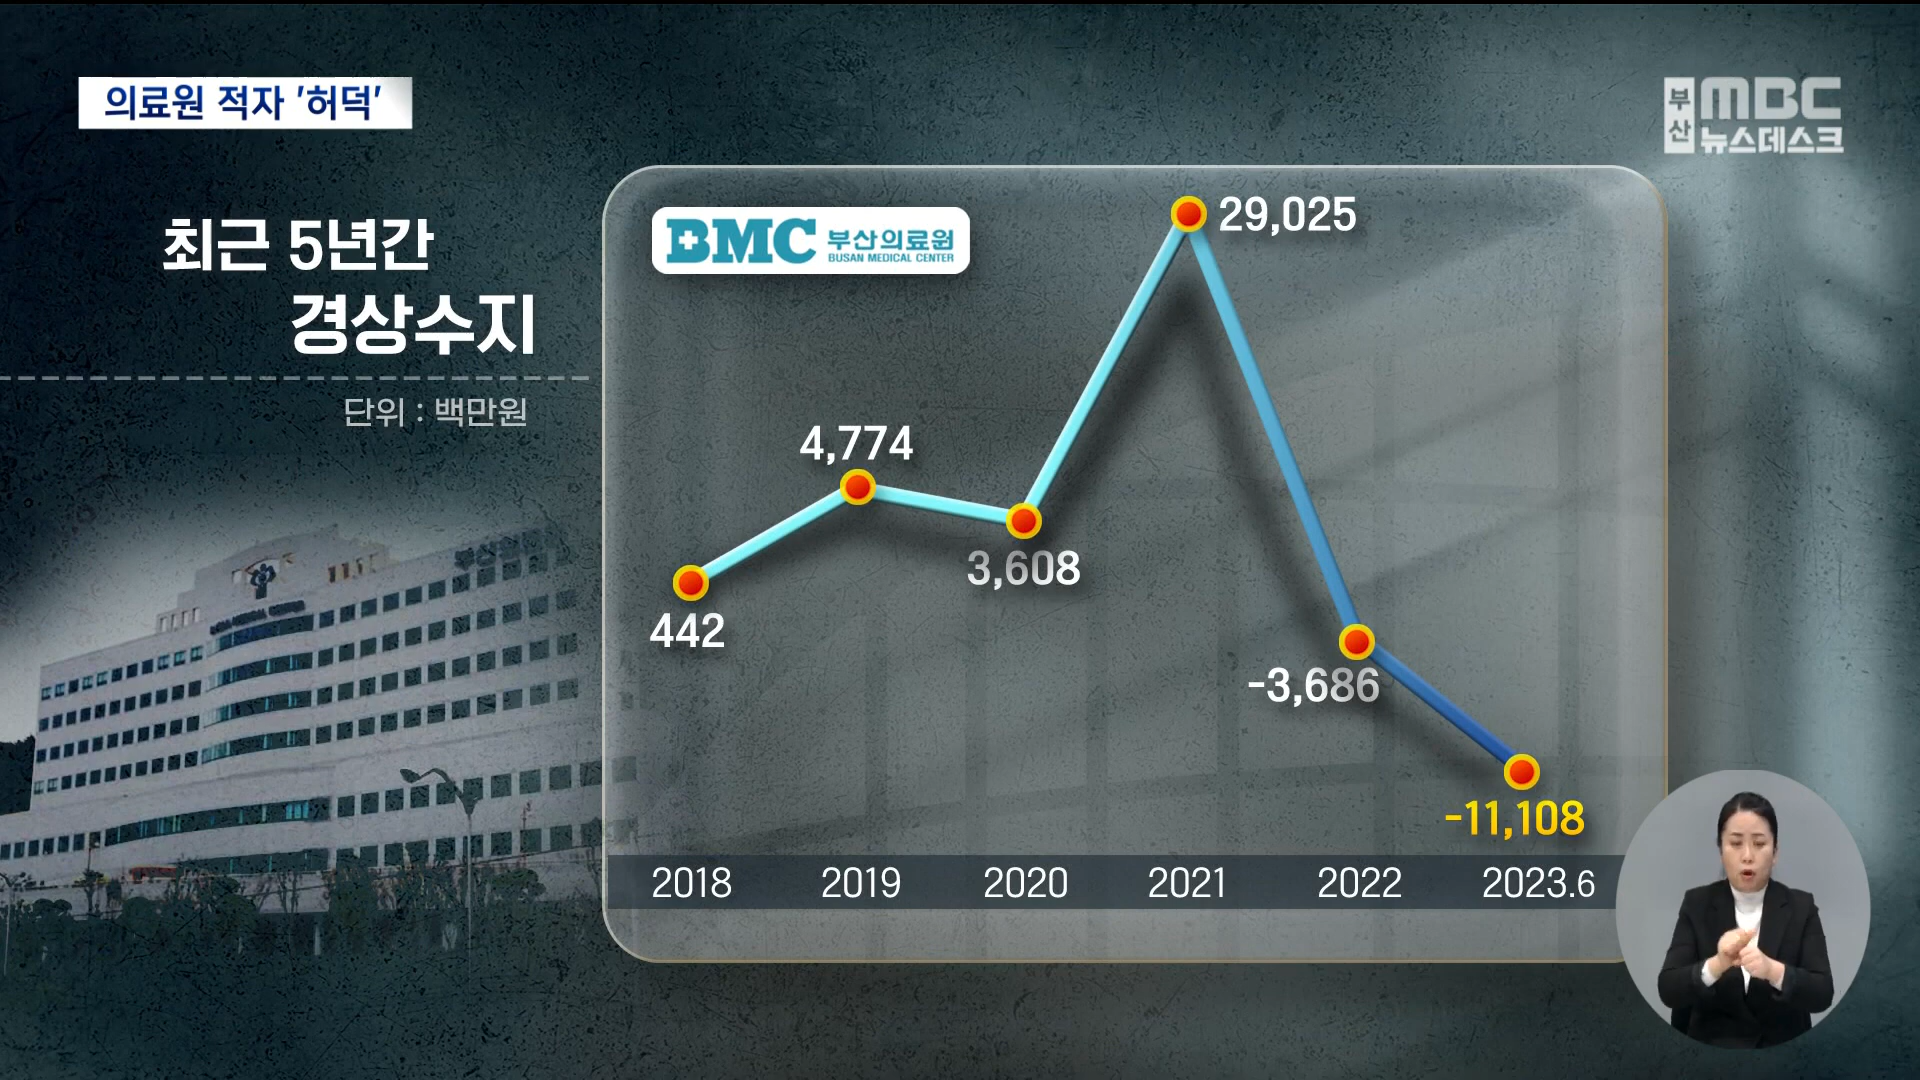 의료원 적자 '허덕'
부산 MBC
뉴스데스크
최근 5년간
경상수지
단위 : 백만원
BMC 부산의료원
BUSAN MEDICAL CENTER
29,025
4,774
3,608
442
-3,686
-11,108
2018 2019 2020 2021 2022 2023.6